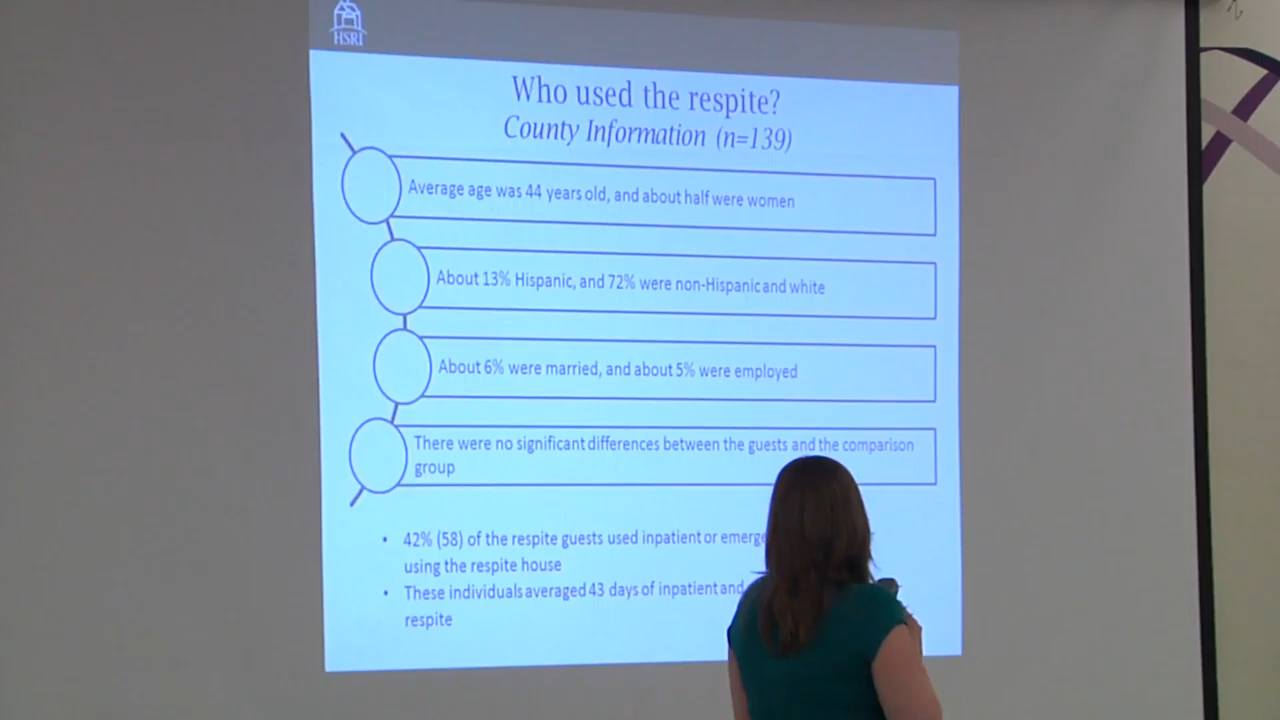 HSRI
Who used the respite?
County Information (n=139)
Average age was 44 years old, and about half were women
About 13% Hispanic, and 72% were non-Hispanic and white
About 6% were married, and about 5% were employed
There were no significant differences between the guests and the comparison
group
• 42% (58) of the respite guests used inpatient or
using the respite house
• These individuals averaged 43 days of inpatient and
respite